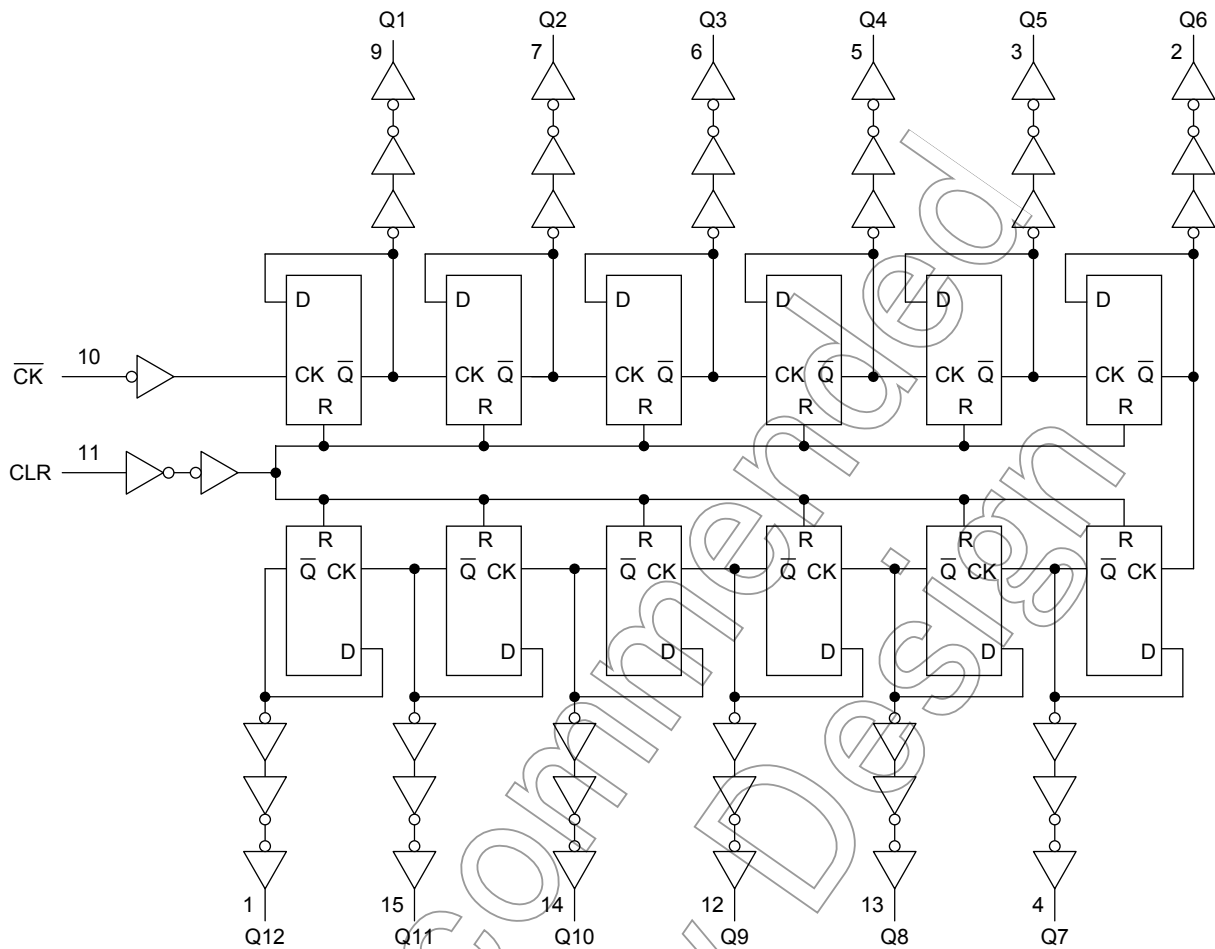 Q1 Q2 Q3 Q4 Q5 Q6
9 7 6 5 3 2
D D D D D D
10
C̅K̅ CK Q̅ CK Q̅ CK Q̅ CK Q̅ CK Q̅ CK Q̅
R R R R R R
11
CLR
R R R R R R
Q̅ CK Q̅ CK Q̅ CK Q̅ CK Q̅ CK Q̅ CK
D D D D D D
1 15 14 12 13 4
Q12 Q11 Q10 Q9 Q8 Q7
commended
Design